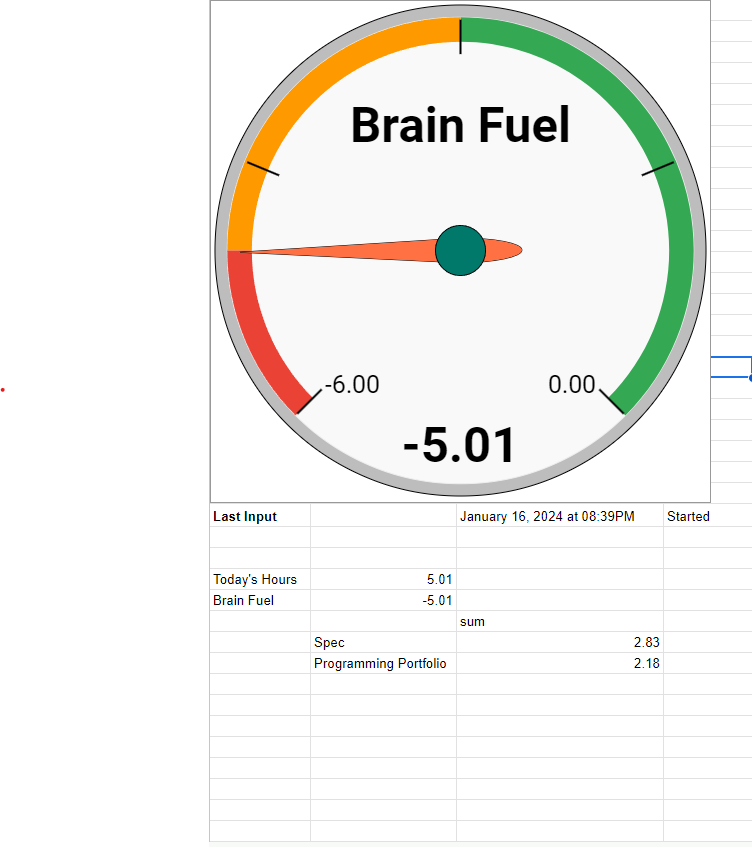 Brain Fuel
-6.00 0.00
-5.01
Last Input January 16, 2024 at 08:39PM Started
Today's Hours 5.01
Brain Fuel -5.01
sum
Spec 2.83
Programming Portfolio 2.18